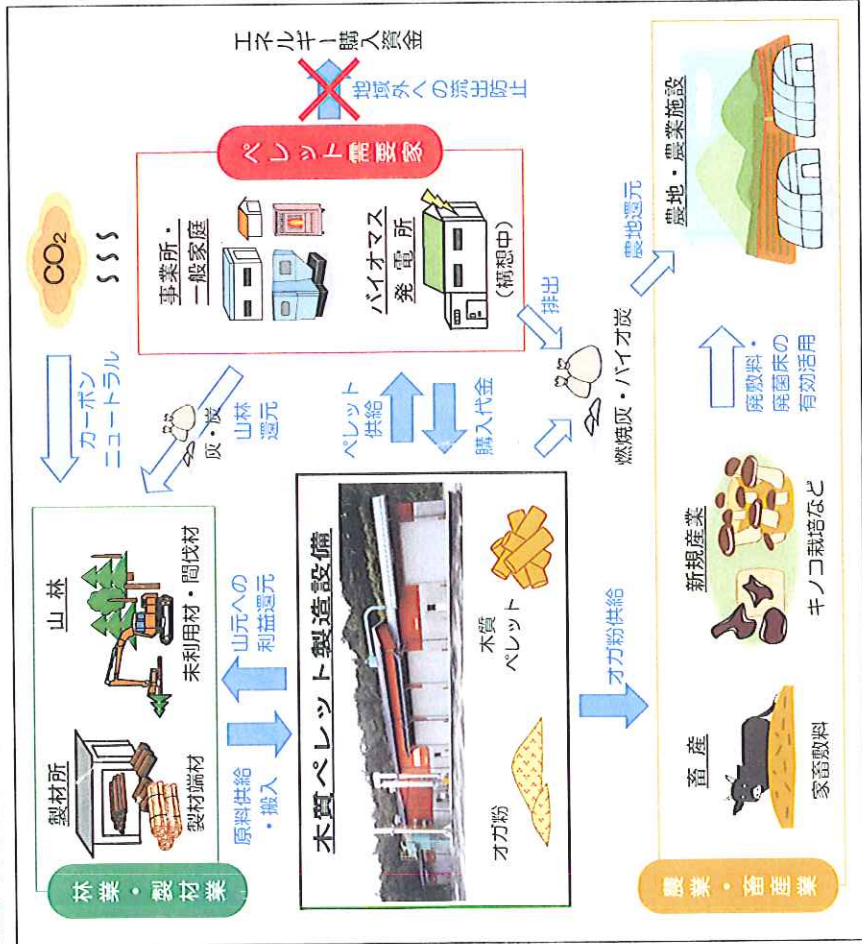 林業・製材業
製材所
製材端材
山 林
未利用材・間伐材
カーボン
ニュートラル
CO₂
灰・炭
山林
還元
原料供給
・搬入
山元への
利益還元
木質ペレット製造設備
オガ粉
木質
ペレット
ペレット
供給
購入代金
ペレット需要家
事業所・
一般家庭
バイオマス
発 電 所
(構想中)
エネルギー購入資金
地域外への流出防止
排出
燃焼灰・バイオ炭
農地還元
オガ粉供給
農業・畜産業
畜 産
家畜敷料
新規産業
キノコ栽培など
廃敷料・
廃菌床の
有効活用
農地・農業施設